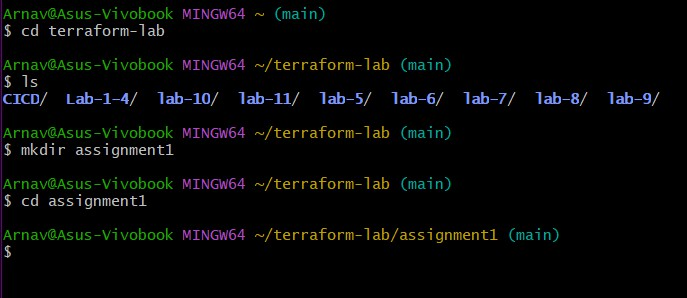 Arnav@Asus-Vivobook MINGW64 ~ (main)
$ cd terraform-lab
Arnav@Asus-Vivobook MINGW64 ~/terraform-lab (main)
$ ls
CICD/  Lab-1-4/  lab-10/  lab-11/  lab-5/  lab-6/  lab-7/  lab-8/  lab-9/
Arnav@Asus-Vivobook MINGW64 ~/terraform-lab (main)
$ mkdir assignment1
Arnav@Asus-Vivobook MINGW64 ~/terraform-lab (main)
$ cd assignment1
Arnav@Asus-Vivobook MINGW64 ~/terraform-lab/assignment1 (main)
$